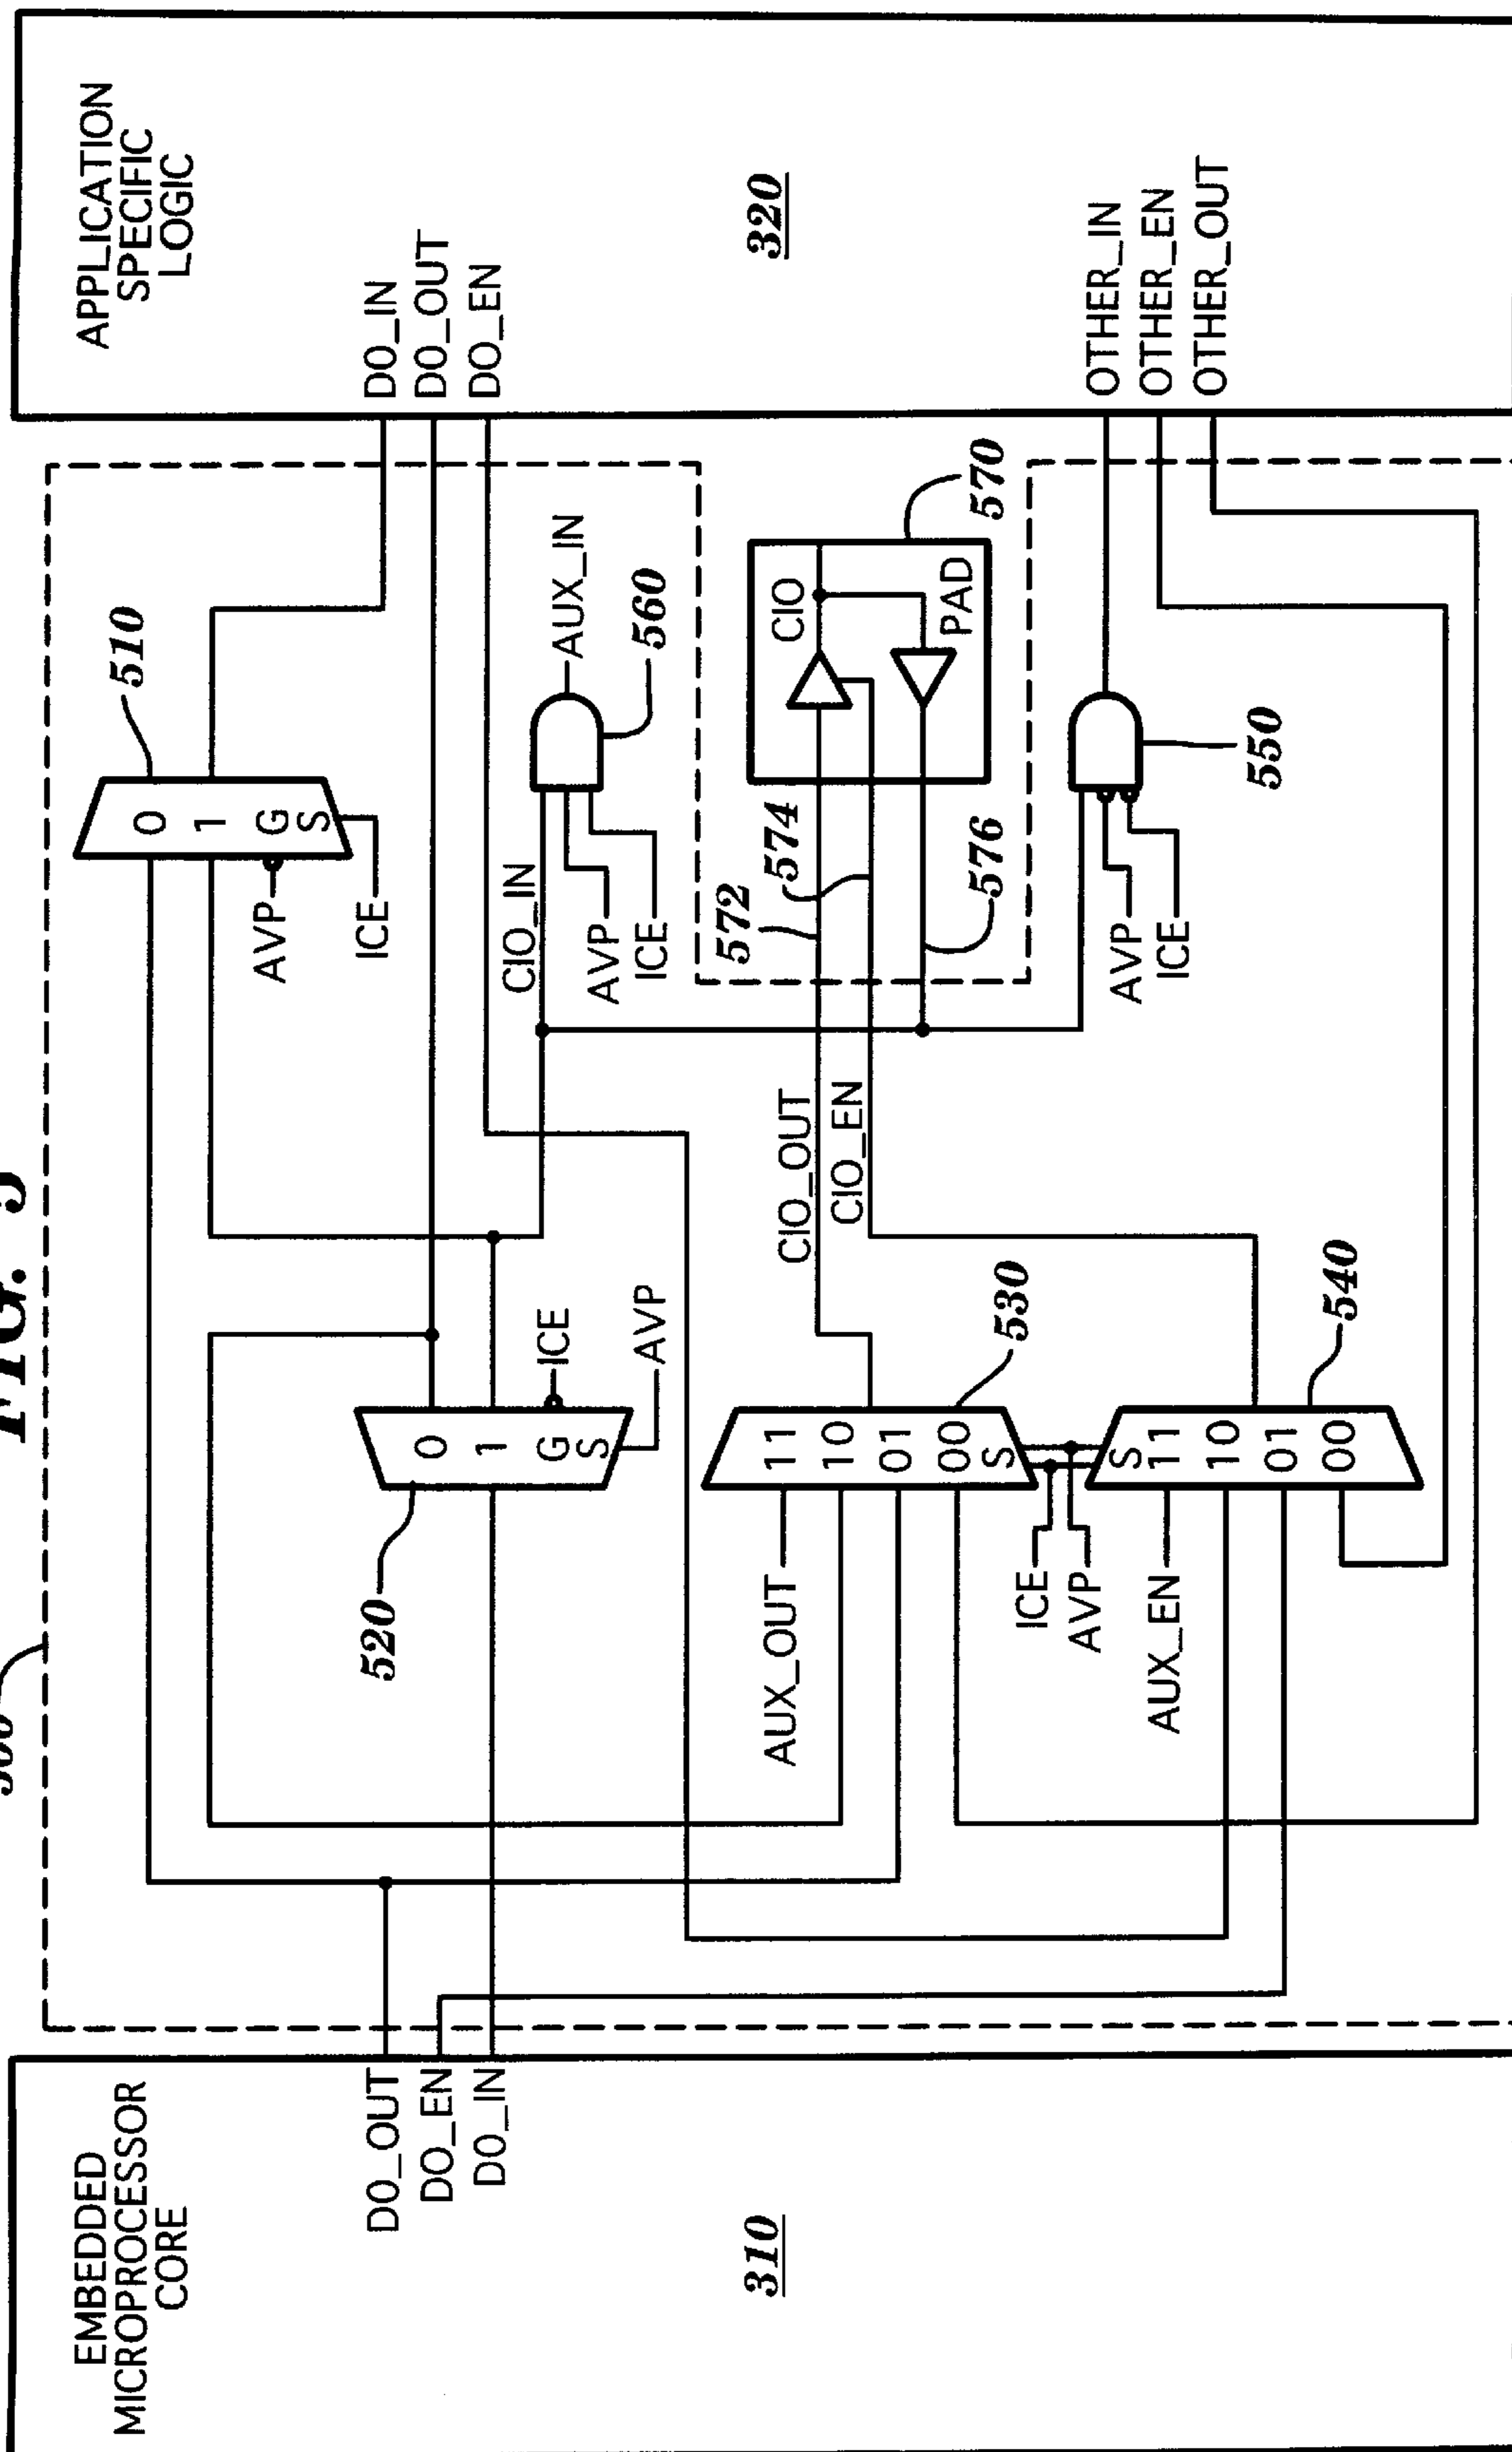 FIG. 5
EMBEDDED
MICROPROCESSOR
CORE
310
DO_OUT
DO_EN
DO_IN
520
0
1
G
S
ICE
AVP
510
0
1
G
S
AVP
ICE
CIO_IN
AVP
ICE
AUX_IN
560
AUX_OUT
11
10
01
00
S
530
ICE
AVP
AUX_EN
S
11
10
01
00
540
CIO_OUT
CIO_EN
572
574
576
CIO
PAD
570
AVP
ICE
550
APPLICATION
SPECIFIC
LOGIC
DO_IN
DO_OUT
DO_EN
320
OTHER_IN
OTHER_EN
OTHER_OUT